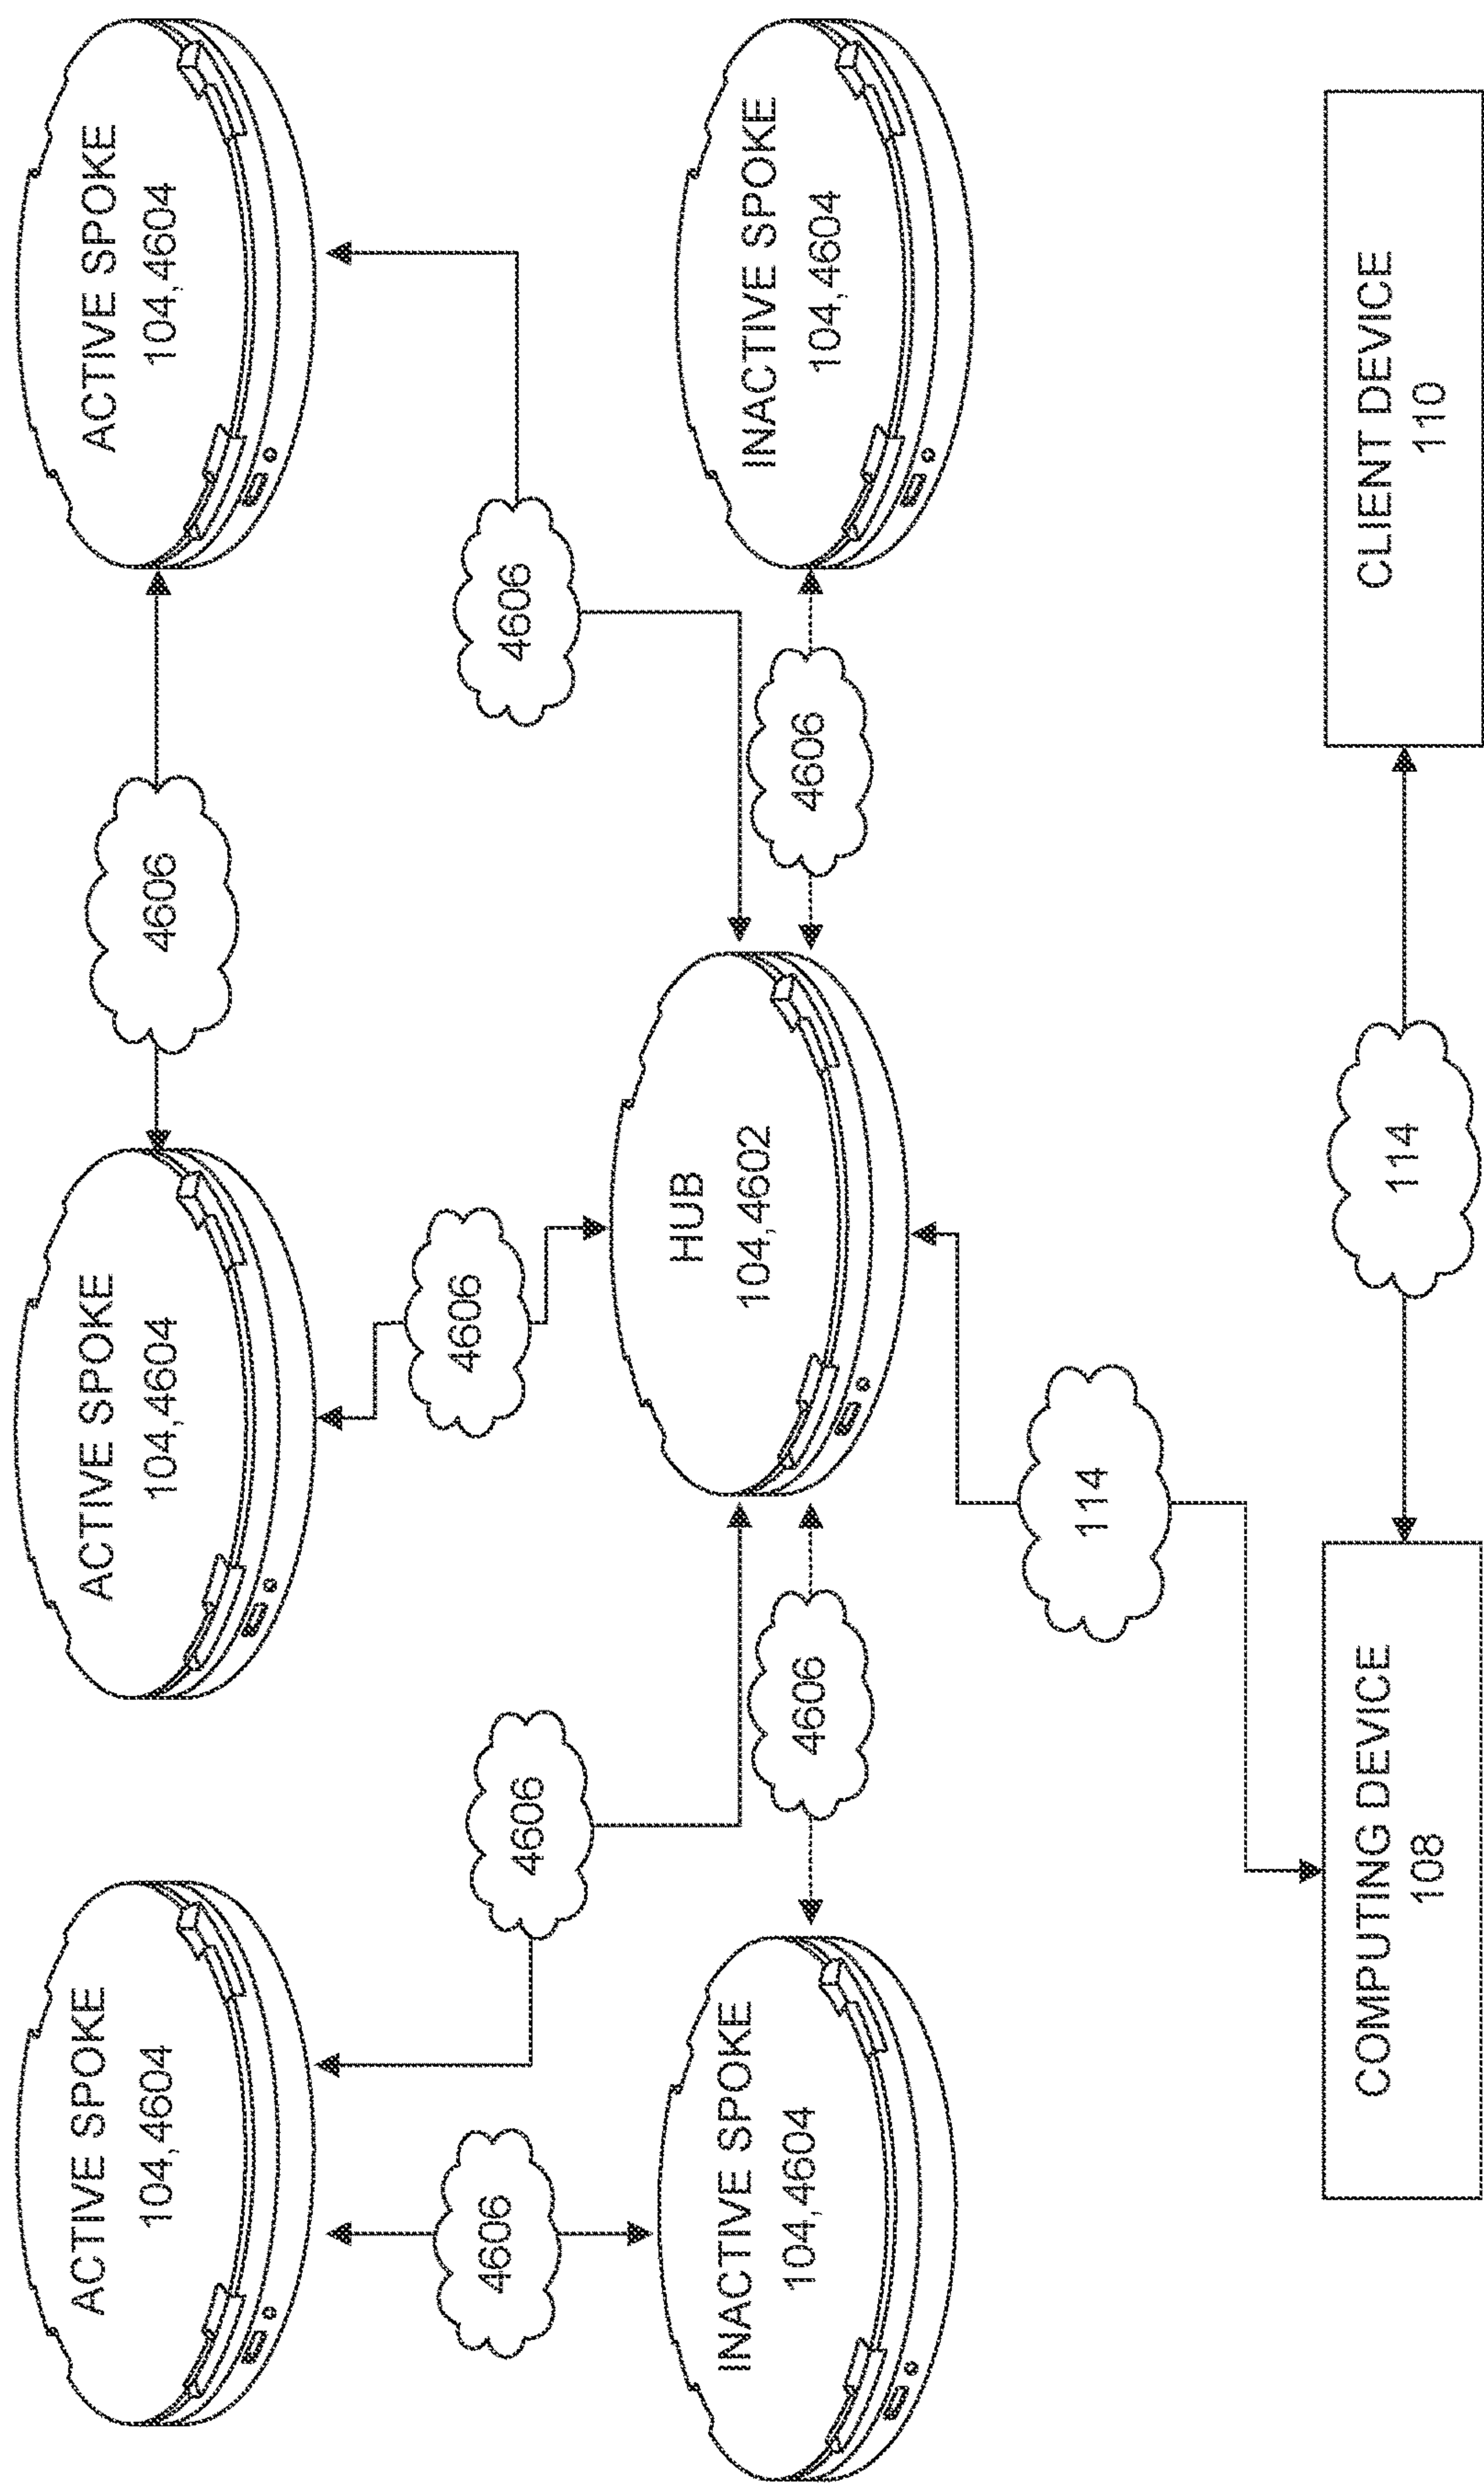 ACTIVE SPOKE
104,4604
ACTIVE SPOKE
104,4604
4606
ACTIVE SPOKE
104,4604
4606
4606
4606
4606
INACTIVE SPOKE
104,4604
4606
HUB
104,4602
4606
INACTIVE SPOKE
104,4604
114
COMPUTING DEVICE
108
114
CLIENT DEVICE
110